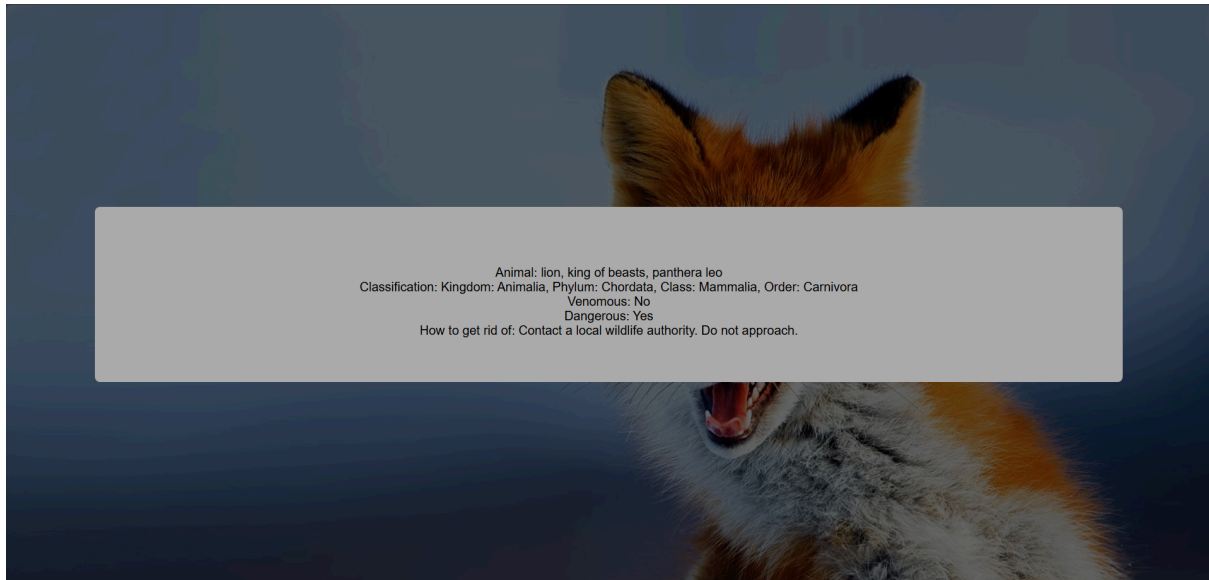 Animal: lion, king of beasts, panthera leo
Classification: Kingdom: Animalia, Phylum: Chordata, Class: Mammalia, Order: Carnivora
Venomous: No
Dangerous: Yes
How to get rid of: Contact a local wildlife authority. Do not approach.